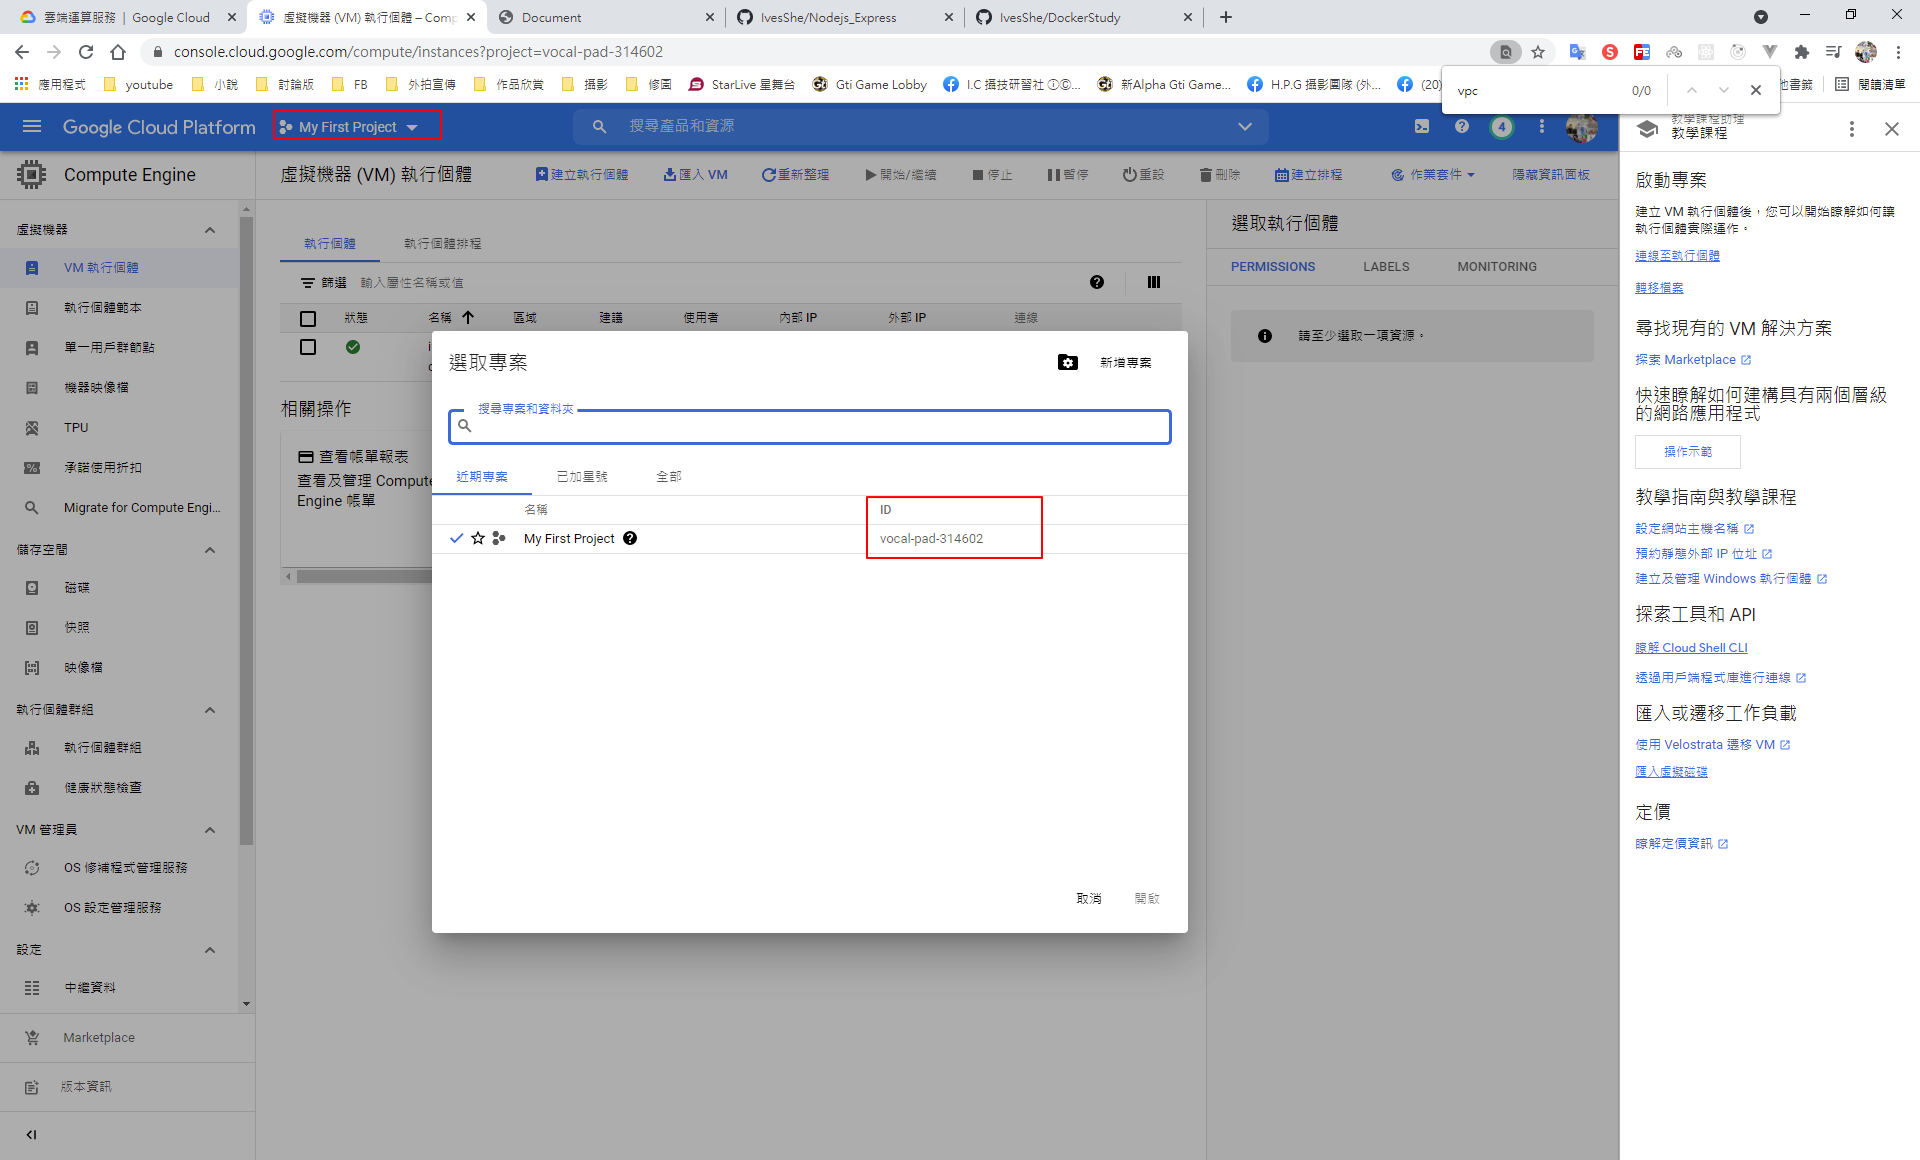 雲端運算服務 | Google Cloud
虛擬機器 (VM) 執行個體 – Comp
Document
IvesShe/Nodejs_Express
IvesShe/DockerStudy
console.cloud.google.com/compute/instances?project=vocal-pad-314602
應用程式
youtube
小說
討論版
FB
外拍宣傳
作品欣賞
攝影
修圖
StarLive 星舞台
Gti Game Lobby
I.C 攝技研習社 ①©...
新Alpha Gti Game...
H.P.G 攝影團隊 (外...
(20)
他書籤
閱讀清單
vpc
0/0
Google Cloud Platform
My First Project
搜尋產品和資源
4
教學課程助理
教學課程
Compute Engine
虛擬機器 (VM) 執行個體
建立執行個體
匯入 VM
重新整理
開始/繼續
停止
暫停
重設
刪除
建立排程
作業套件
隱藏資訊面板
虛擬機器
VM 執行個體
執行個體範本
單一用戶群節點
機器映像檔
TPU
承諾使用折扣
Migrate for Compute Engi...
儲存空間
磁碟
快照
映像檔
執行個體群組
執行個體群組
健康狀態檢查
VM 管理員
OS 修補程式管理服務
OS 設定管理服務
設定
中繼資料
Marketplace
版本資訊
執行個體
執行個體排程
篩選
輸入屬性名稱或值
狀態
名稱
區域
建議
使用者
內部 IP
外部 IP
連線
相關操作
查看帳單報表
查看及管理 Compute
Engine 帳單
選取專案
新增專案
搜尋專案和資料夾
近期專案
已加星號
全部
名稱
ID
My First Project
vocal-pad-314602
取消
開啟
選取執行個體
PERMISSIONS
LABELS
MONITORING
請至少選取一項資源。
啟動專案
建立 VM 執行個體後，您可以開始瞭解如何讓
執行個體實際運作。
連線至執行個體
轉移檔案
尋找現有的 VM 解決方案
探索 Marketplace
快速瞭解如何建構具有兩個層級
的網路應用程式
操作示範
教學指南與教學課程
設定網站主機名稱
預約靜態外部 IP 位址
建立及管理 Windows 執行個體
探索工具和 API
瞭解 Cloud Shell CLI
透過用戶端程式庫進行連線
匯入或遷移工作負載
使用 Velostrata 遷移 VM
匯入虛擬磁碟
定價
瞭解定價資訊